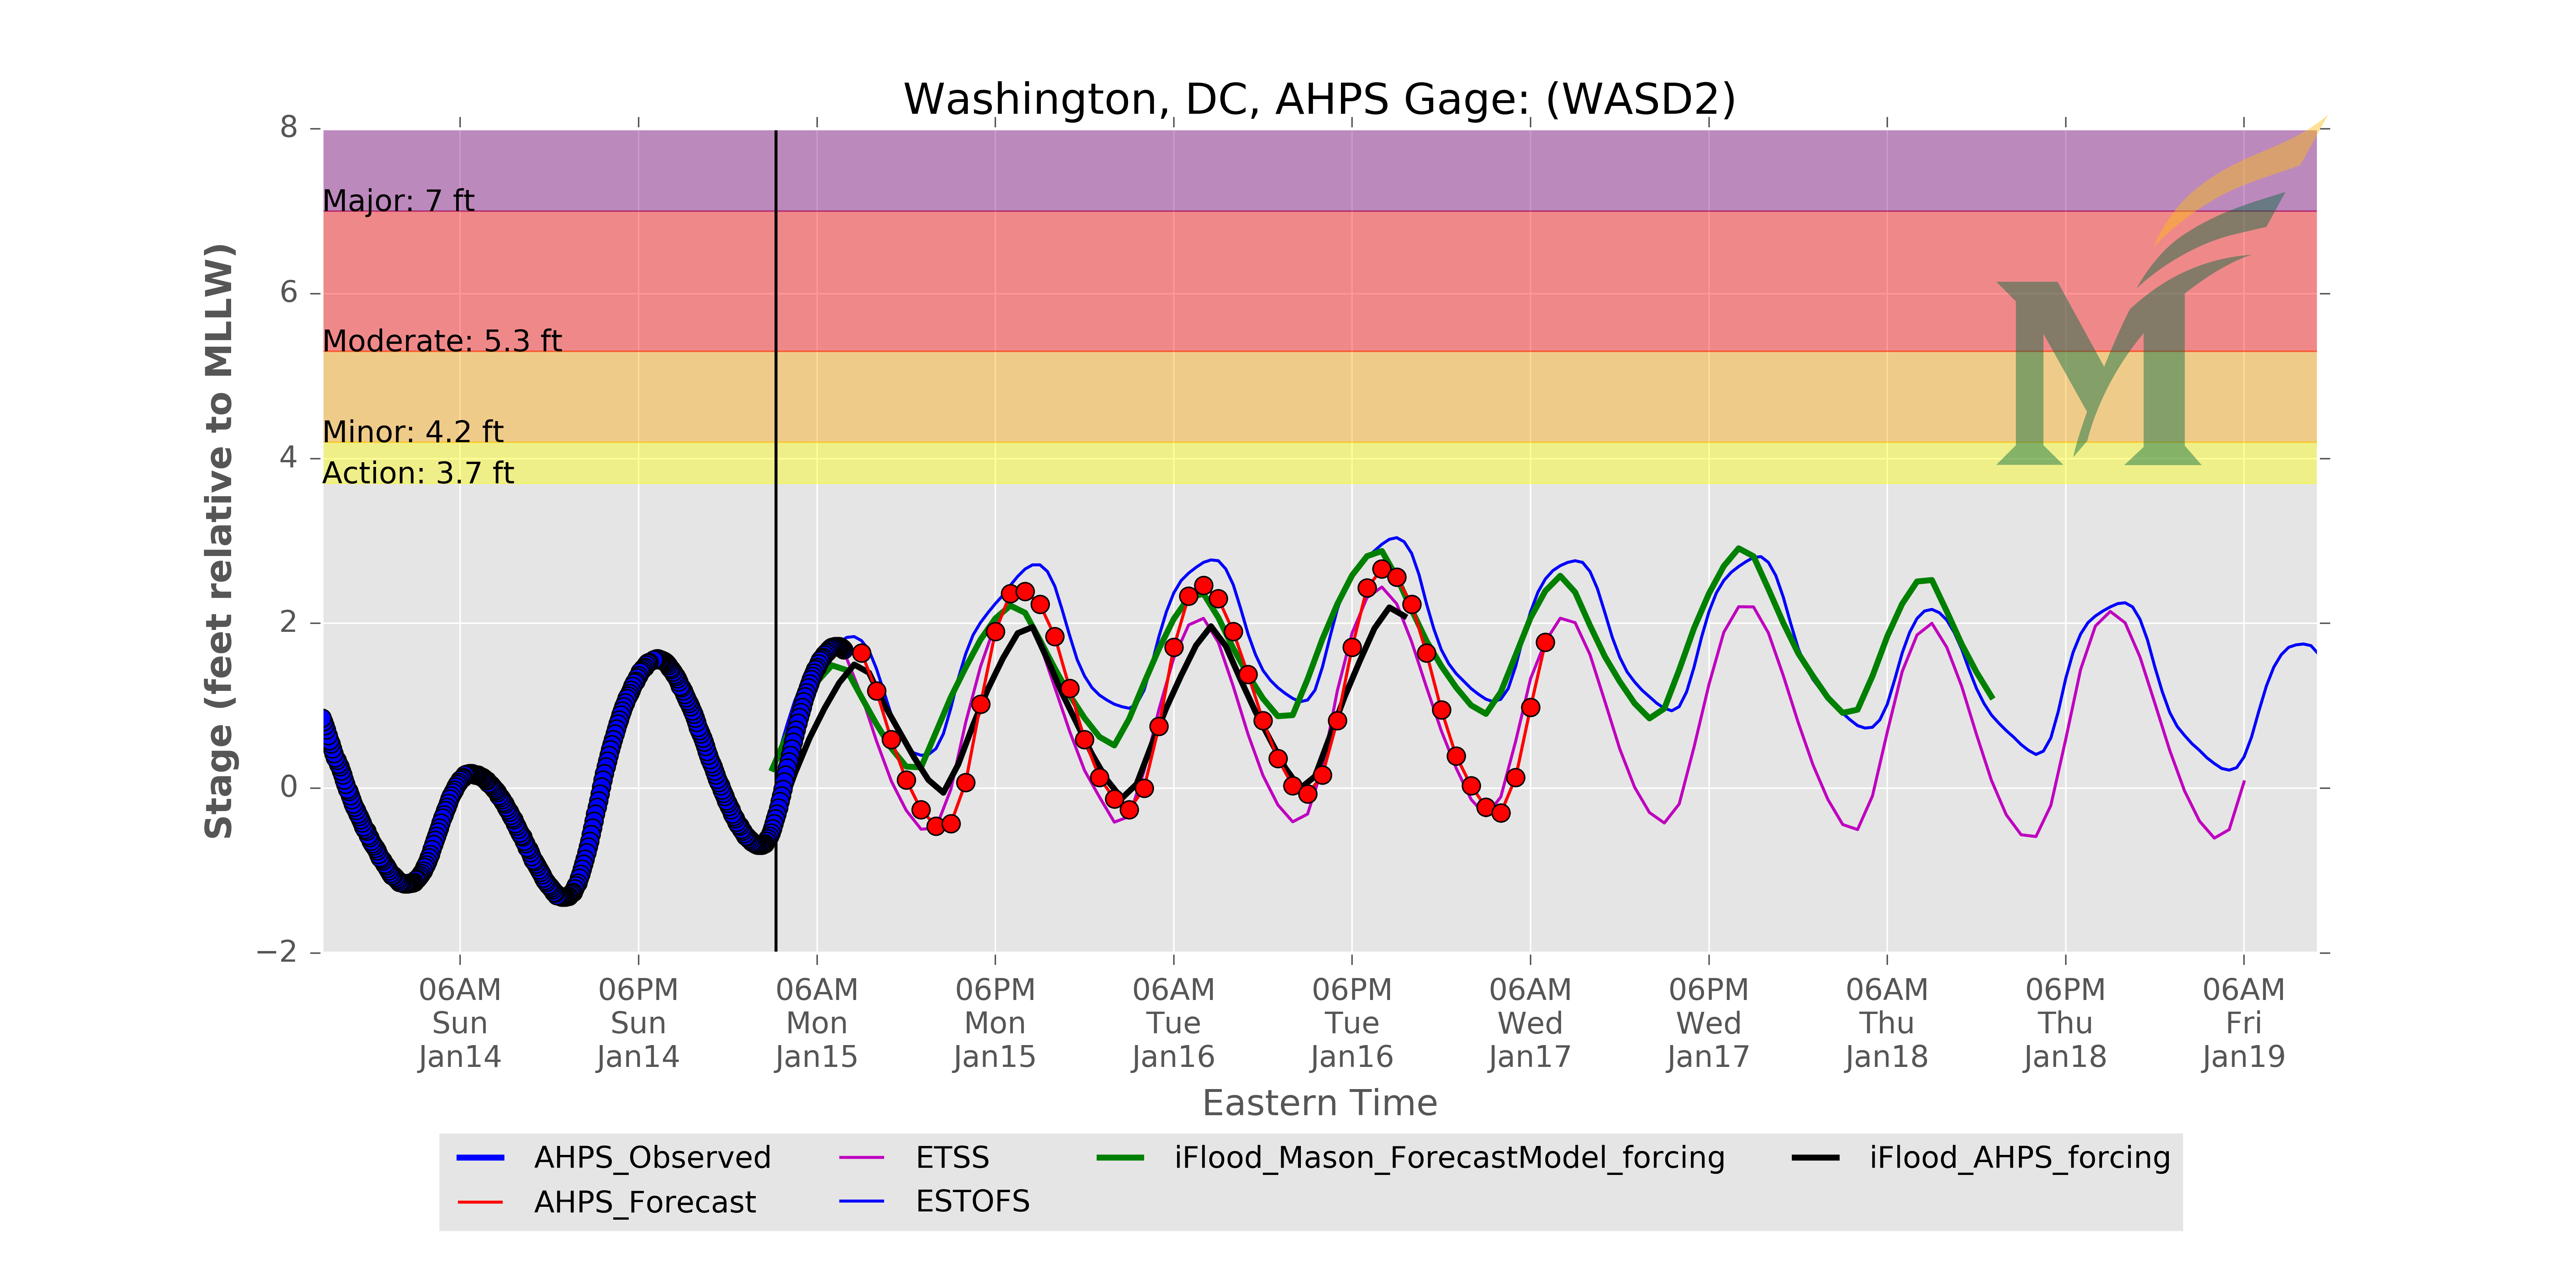 Washington, DC, AHPS Gage: (WASD2)
8
Major: 7 ft
6
Moderate: 5.3 ft
Minor: 4.2 ft
4
Action: 3.7 ft
2
0
−2
Stage (feet relative to MLLW)
M
06AM 06PM 06AM 06PM 06AM 06PM 06AM 06PM 06AM 06PM 06AM
Sun Sun Mon Mon Tue Tue Wed Wed Thu Thu Fri
Jan14 Jan14 Jan15 Jan15 Jan16 Jan16 Jan17 Jan17 Jan18 Jan18 Jan19
Eastern Time
AHPS_Observed ETSS iFlood_Mason_ForecastModel_forcing iFlood_AHPS_forcing
AHPS_Forecast ESTOFS